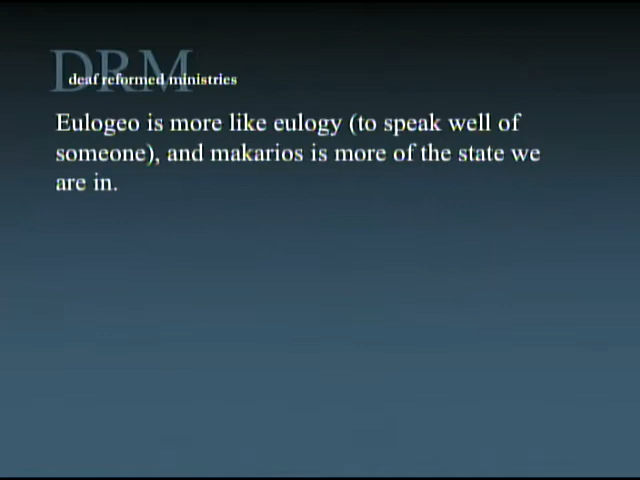 DRM
deaf reformed ministries
Eulogeo is more like eulogy (to speak well of
someone), and makarios is more of the state we
are in.